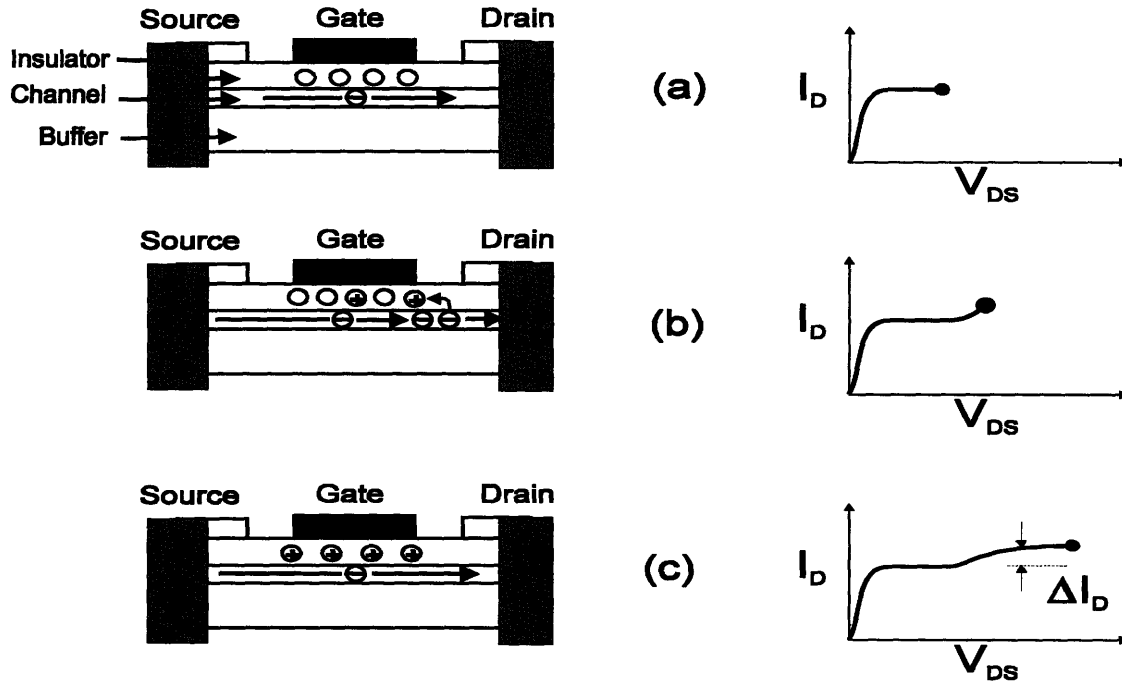 Source Gate Drain
Insulator
Channel
Buffer
(a)
I_D
V_DS
Source Gate Drain
(b)
I_D
V_DS
Source Gate Drain
(c)
I_D
ΔI_D
V_DS